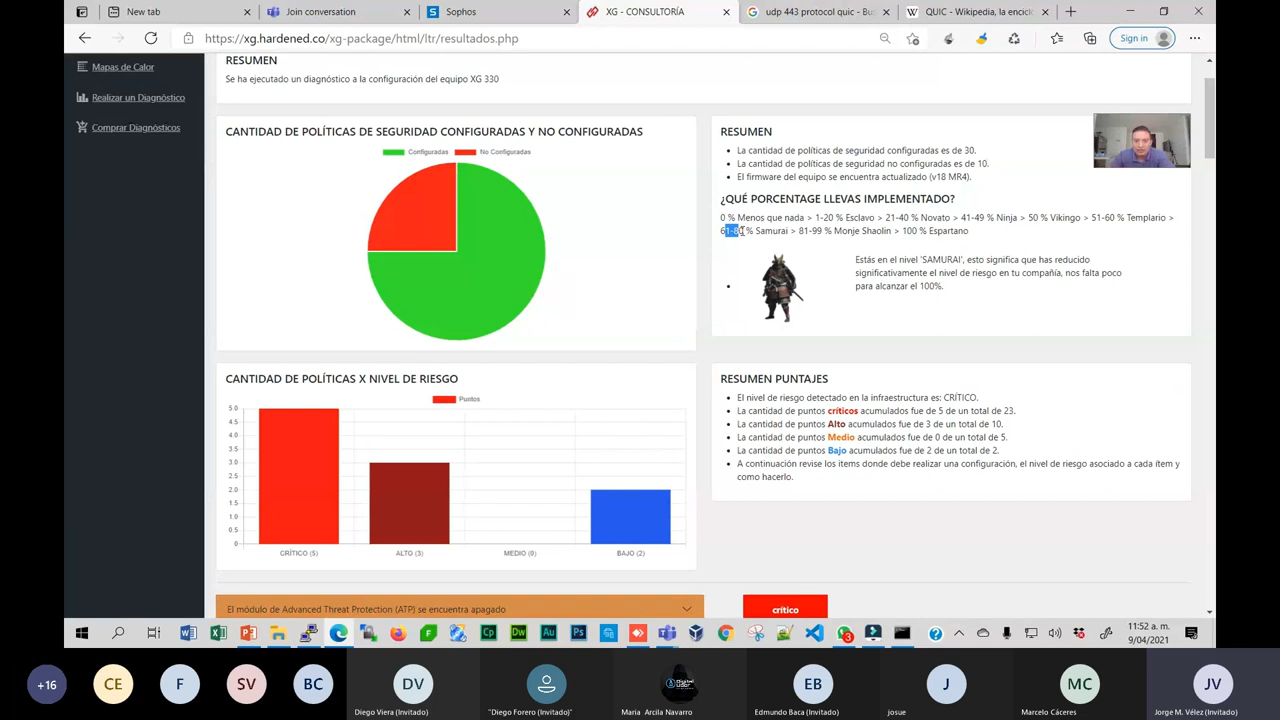 New tab
Join conversation
Sophos
XG - CONSULTORÍA
udp 443 protocol quic - Bus
QUIC - Wikipedia, la encicl
https://xg.hardened.co/xg-package/html/ltr/resultados.php
Sign in
Mapas de Calor
Realizar un Diagnóstico
Comprar Diagnósticos
RESUMEN
Se ha ejecutado un diagnóstico a la configuración del equipo XG 330
CANTIDAD DE POLÍTICAS DE SEGURIDAD CONFIGURADAS Y NO CONFIGURADAS
Configuradas No Configuradas
RESUMEN
La cantidad de políticas de seguridad configuradas es de 30.
La cantidad de políticas de seguridad no configuradas es de 10.
El firmware del equipo se encuentra actualizado (v18 MR4).
¿QUÉ PORCENTAGE LLEVAS IMPLEMENTADO?
0 % Menos que nada > 1-20 % Esclavo > 21-40 % Novato > 41-49 % Ninja > 50 % Vikingo > 51-60 % Templario >
61-80 % Samurai > 81-99 % Monje Shaolin > 100 % Espartano
Estás en el nivel 'SAMURAI', esto significa que has reducido
significativamente el nivel de riesgo en tu compañía, nos falta poco
para alcanzar el 100%.
CANTIDAD DE POLÍTICAS X NIVEL DE RIESGO
Puntos
5.0
4.5
4.0
3.5
3.0
2.5
2.0
1.5
1.0
0.5
0
CRÍTICO (5) ALTO (3) MEDIO (0) BAJO (2)
RESUMEN PUNTAJES
El nivel de riesgo detectado en la infraestructura es: CRÍTICO.
La cantidad de puntos críticos acumulados fue de 5 de un total de 23.
La cantidad de puntos Alto acumulados fue de 3 de un total de 10.
La cantidad de puntos Medio acumulados fue de 0 de un total de 5.
La cantidad de puntos Bajo acumulados fue de 2 de un total de 2.
A continuación revise los items donde debe realizar una configuración, el nivel de riesgo asociado a cada ítem y
como hacerlo.
El módulo de Advanced Threat Protection (ATP) se encuentra apagado
crítico
11:52 a. m.
9/04/2021
+16
CE
F
SV
BC
DV
EB
J
MC
JV
Diego Viera (Invitado)
"Diego Forero (Invitado)"
Maria Arcila Navarro
Edmundo Baca (Invitado)
josue
Marcelo Cáceres
Jorge M. Vélez (Invitado)